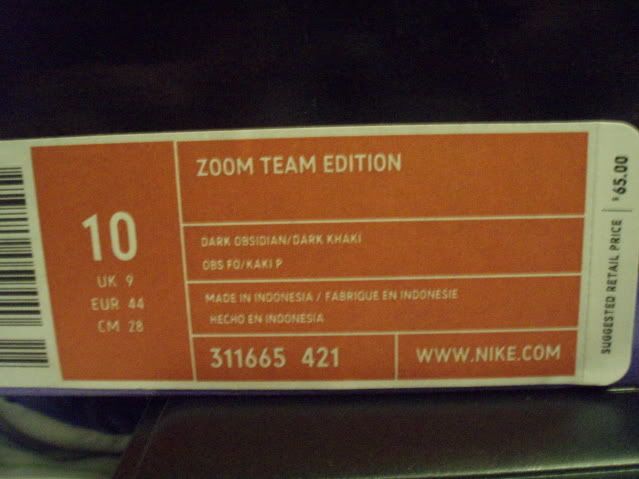 ZOOM TEAM EDITION
10
UK 9
EUR 44
CM 28
DARK OBSIDIAN/DARK KHAKI
OBS FO/KAKI P
MADE IN INDONESIA / FABRIQUE EN INDONESIE
HECHO EN INDONESIA
311665 421
WWW.NIKE.COM
SUGGESTED RETAIL PRICE $65.00